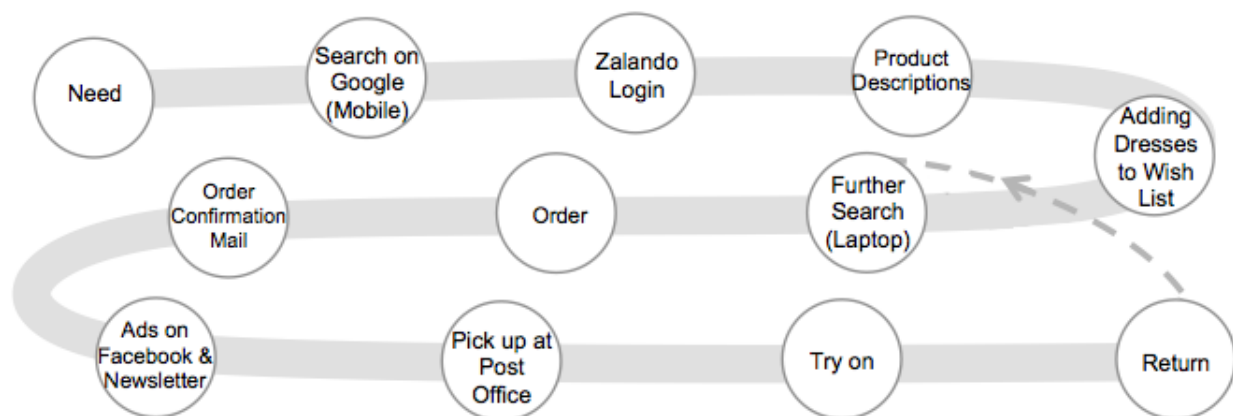 Need
Search on
Google
(Mobile)
Zalando
Login
Product
Descriptions
Adding
Dresses
to Wish
List
Further
Search
(Laptop)
Order
Order
Confirmation
Mail
Ads on
Facebook &
Newsletter
Pick up at
Post
Office
Try on
Return